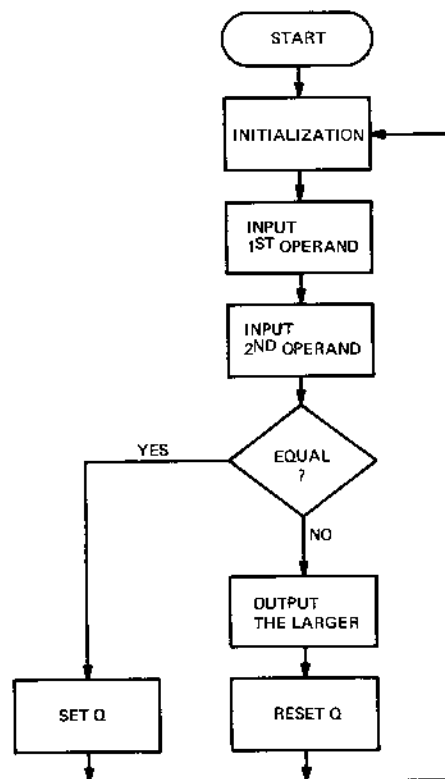 START
INITIALIZATION
INPUT
1ST OPERAND
INPUT
2ND OPERAND
EQUAL
?
YES
NO
OUTPUT
THE LARGER
SET Q
RESET Q